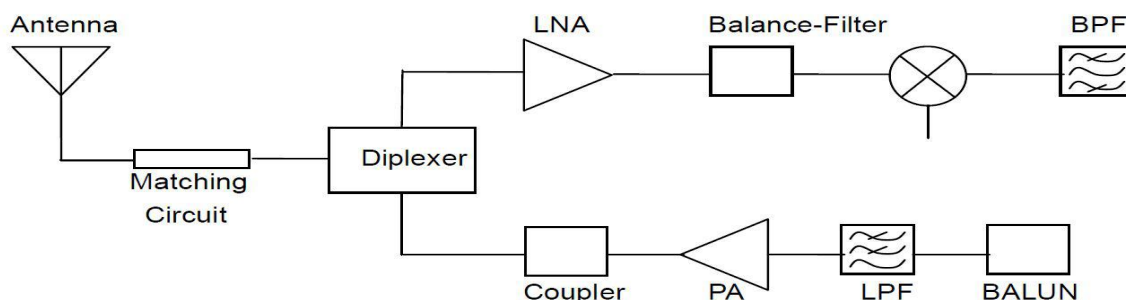 Antenna
LNA
Balance-Filter
BPF
Diplexer
Matching
Circuit
Coupler
PA
LPF
BALUN